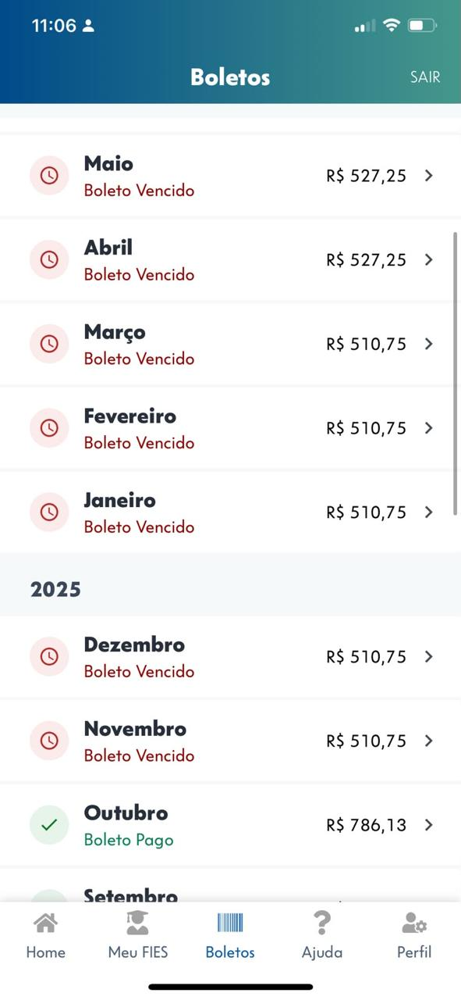 11:06
Boletos
SAIR
Maio
Boleto Vencido
R$ 527,25
Abril
Boleto Vencido
R$ 527,25
Março
Boleto Vencido
R$ 510,75
Fevereiro
Boleto Vencido
R$ 510,75
Janeiro
Boleto Vencido
R$ 510,75
2025
Dezembro
Boleto Vencido
R$ 510,75
Novembro
Boleto Vencido
R$ 510,75
Outubro
Boleto Pago
R$ 786,13
Setembro
Home
Meu FIES
Boletos
Ajuda
Perfil